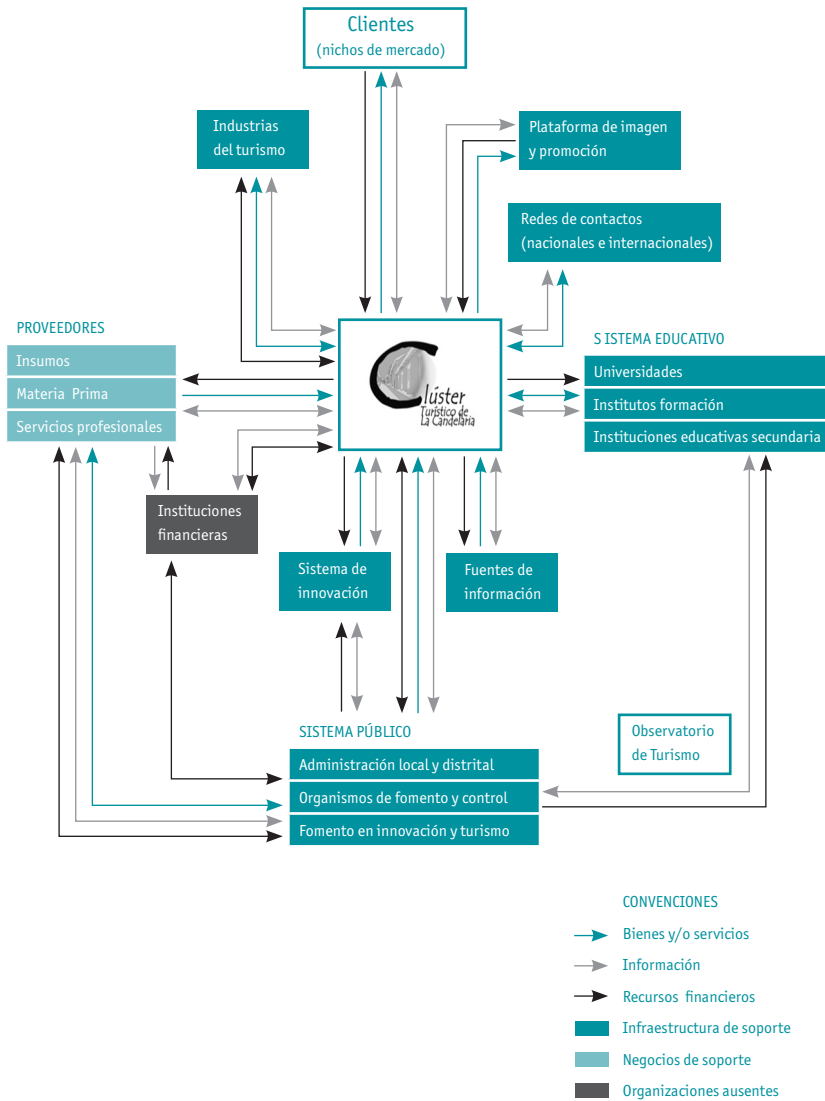 Clientes
(nichos de mercado)
Industrias
del turismo
Plataforma de imagen
y promoción
Redes de contactos
(nacionales e internacionales)
PROVEEDORES
Insumos
Materia Prima
Servicios profesionales
Clúster
Turístico de
La Candelaria
S ISTEMA EDUCATIVO
Universidades
Institutos formación
Instituciones educativas secundaria
Instituciones
financieras
Sistema de
innovación
Fuentes de
información
SISTEMA PÚBLICO
Administración local y distrital
Organismos de fomento y control
Fomento en innovación y turismo
Observatorio
de Turismo
CONVENCIONES
Bienes y/o servicios
Información
Recursos financieros
Infraestructura de soporte
Negocios de soporte
Organizaciones ausentes